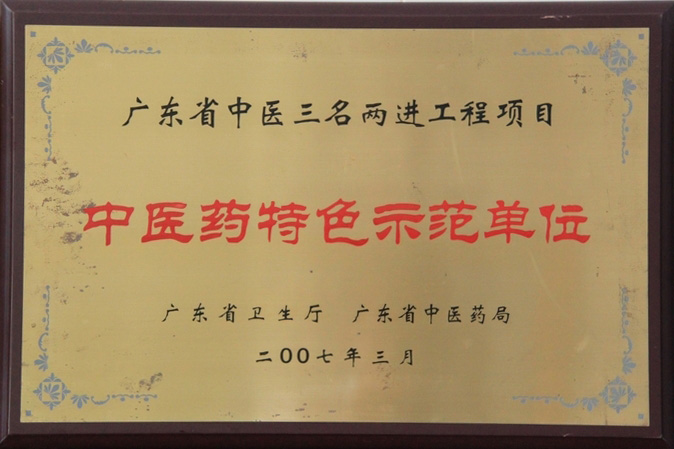 广东省中医三名两进工程项目
中医药特色示范单位
广东省卫生厅 广东省中医药局
二00七年三月